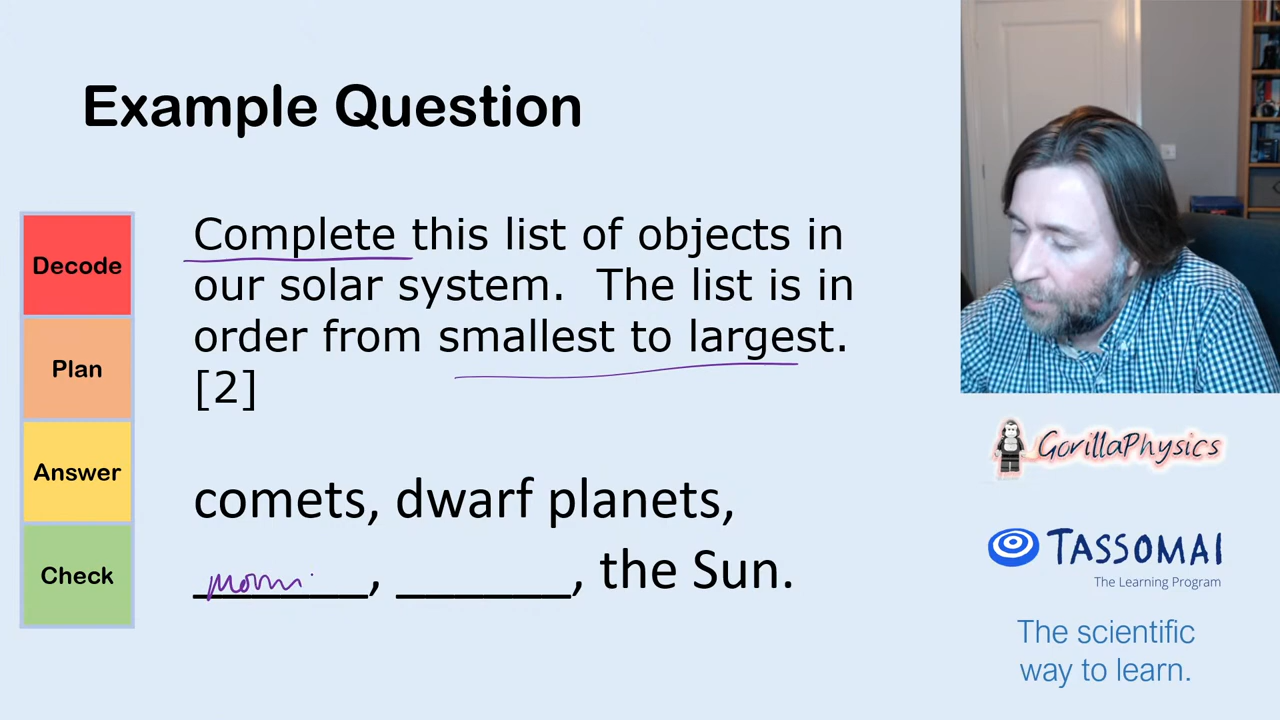 Example Question
Decode
Plan
Answer
Check
Complete this list of objects in
our solar system. The list is in
order from smallest to largest.
[2]
comets, dwarf planets,
______, ______, the Sun.
GorillaPhysics
TASSOMAI
The Learning Program
The scientific
way to learn.